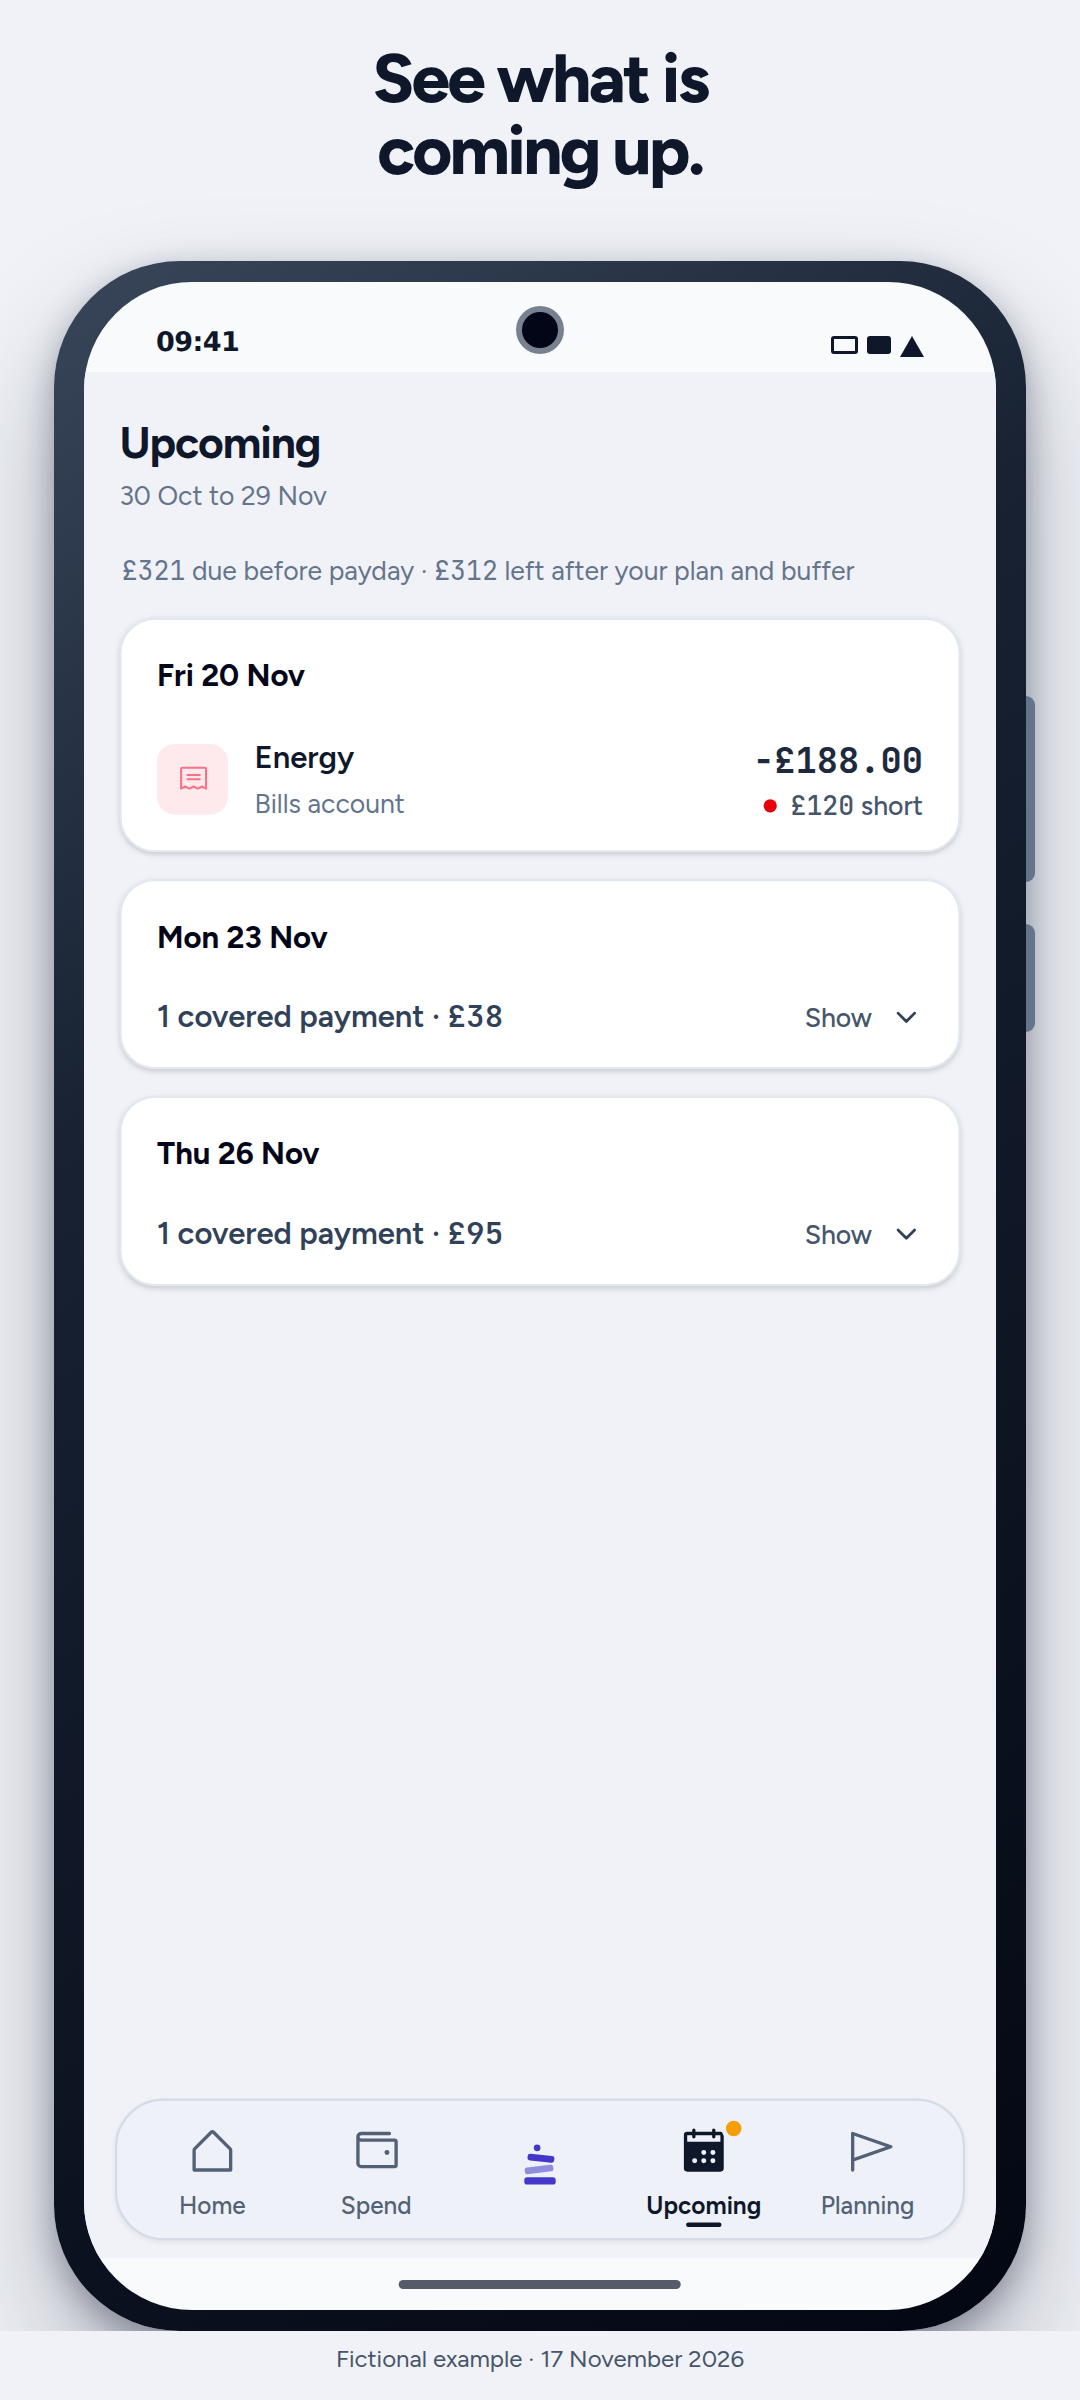 See what is
coming up.
09:41
Upcoming
30 Oct to 29 Nov
£321 due before payday · £312 left after your plan and buffer
Fri 20 Nov
Energy
-£188.00
Bills account
£120 short
Mon 23 Nov
1 covered payment · £38
Show
Thu 26 Nov
1 covered payment · £95
Show
Home
Spend
Upcoming
Planning
Fictional example · 17 November 2026